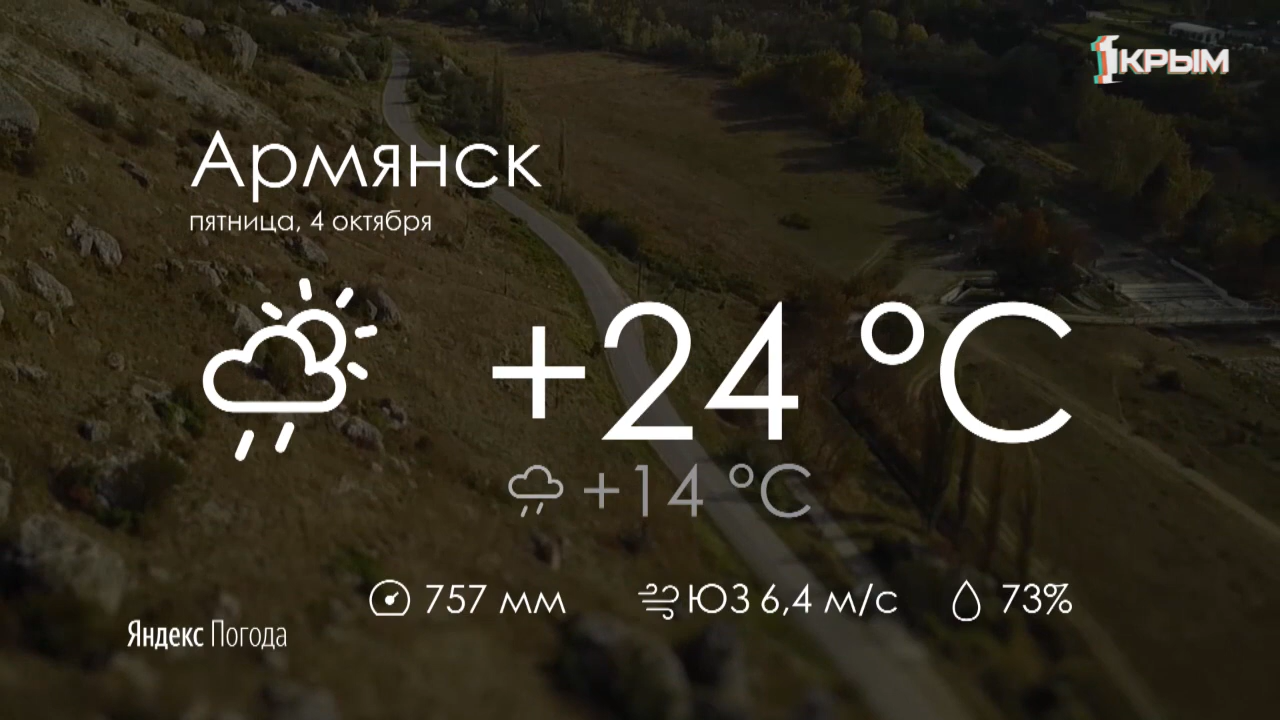 1КРЫМ
Армянск
пятница, 4 октября
+24 °C
+14 °C
757 мм ЮЗ 6,4 м/с 73%
Яндекс Погода